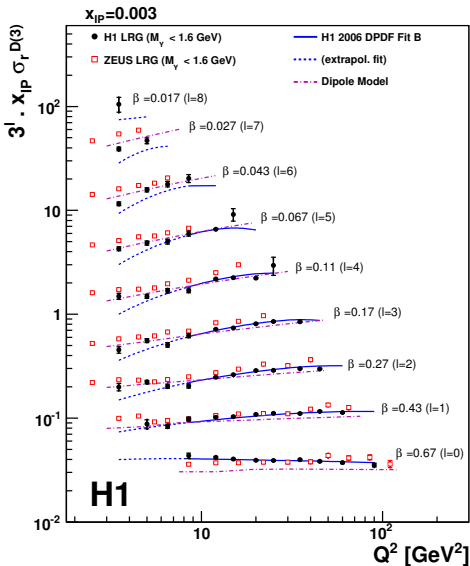 x_IP=0.003
H1 LRG (M_Y < 1.6 GeV)
ZEUS LRG (M_Y < 1.6 GeV)
H1 2006 DPDF Fit B
(extrapol. fit)
Dipole Model
3^l · x_IP σ_r^D(3)
10^2
10
1
10^-1
10^-2
β=0.017 (l=8)
β=0.027 (l=7)
β=0.043 (l=6)
β=0.067 (l=5)
β=0.11 (l=4)
β=0.17 (l=3)
β=0.27 (l=2)
β=0.43 (l=1)
β=0.67 (l=0)
H1
10
10^2
Q^2 [GeV^2]